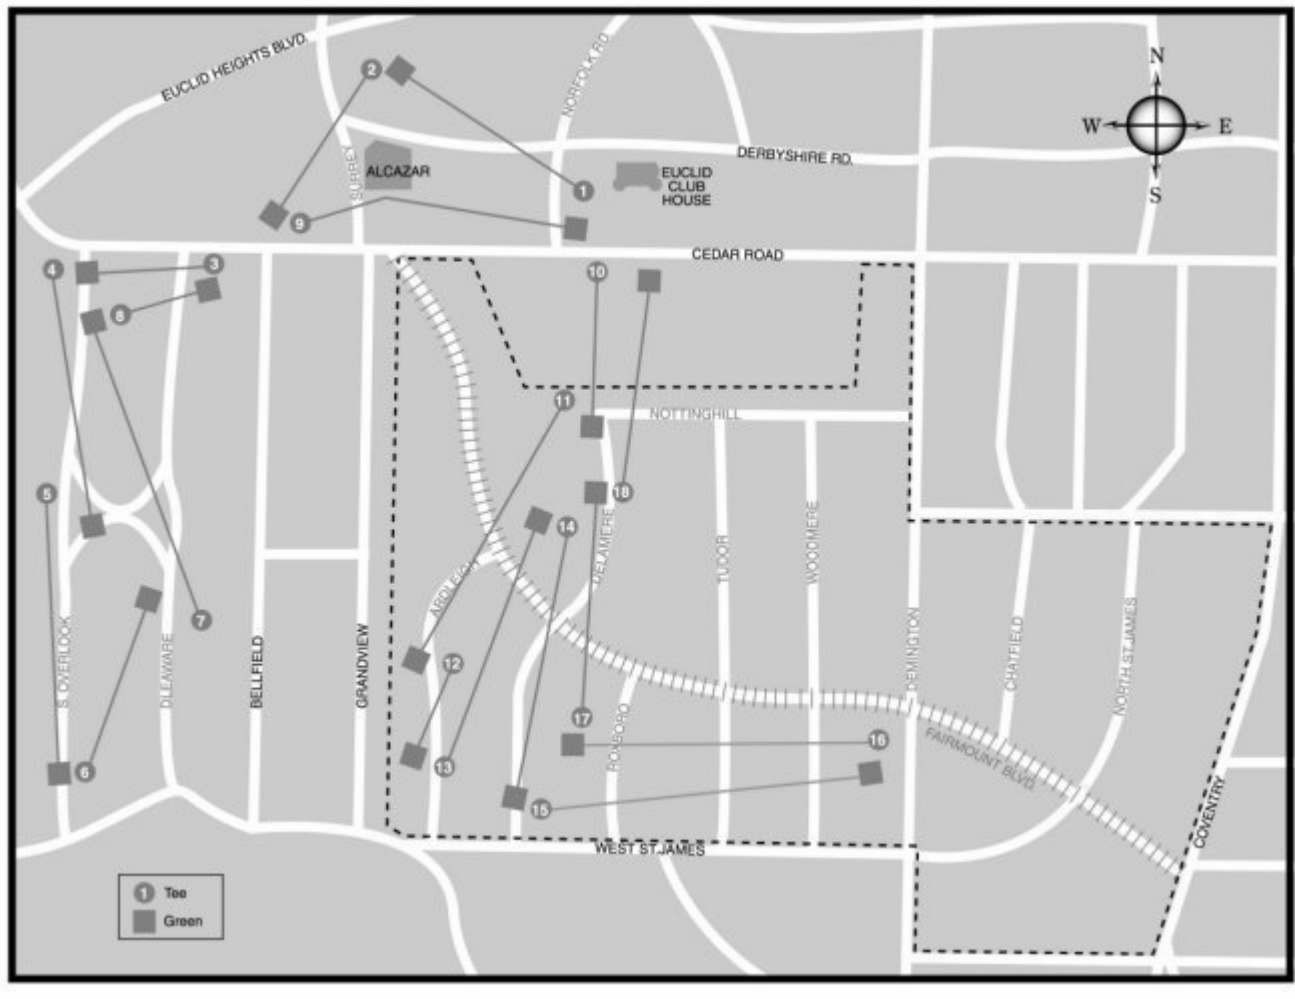 N
W
E
S
EUCLID HEIGHTS BLVD.
NORFOLK RD.
2
DERBYSHIRE RD.
SURREY
ALCAZAR
EUCLID
CLUB
HOUSE
1
9
CEDAR ROAD
4
3
10
8
11
NOTTINGHILL
5
18
14
DELAMERE
TUDOR
WOODMERE
ARDLEIGH
7
S. OVERLOOK
DLEAWARE
BELLFIELD
GRANDVIEW
12
DEMINGTON
CHATFIELD
NORTH ST.JAMES
17
ROXBORO
16
FAIRMOUNT BLVD.
6
13
15
COVENTRY
WEST ST.JAMES
1 Tee
Green